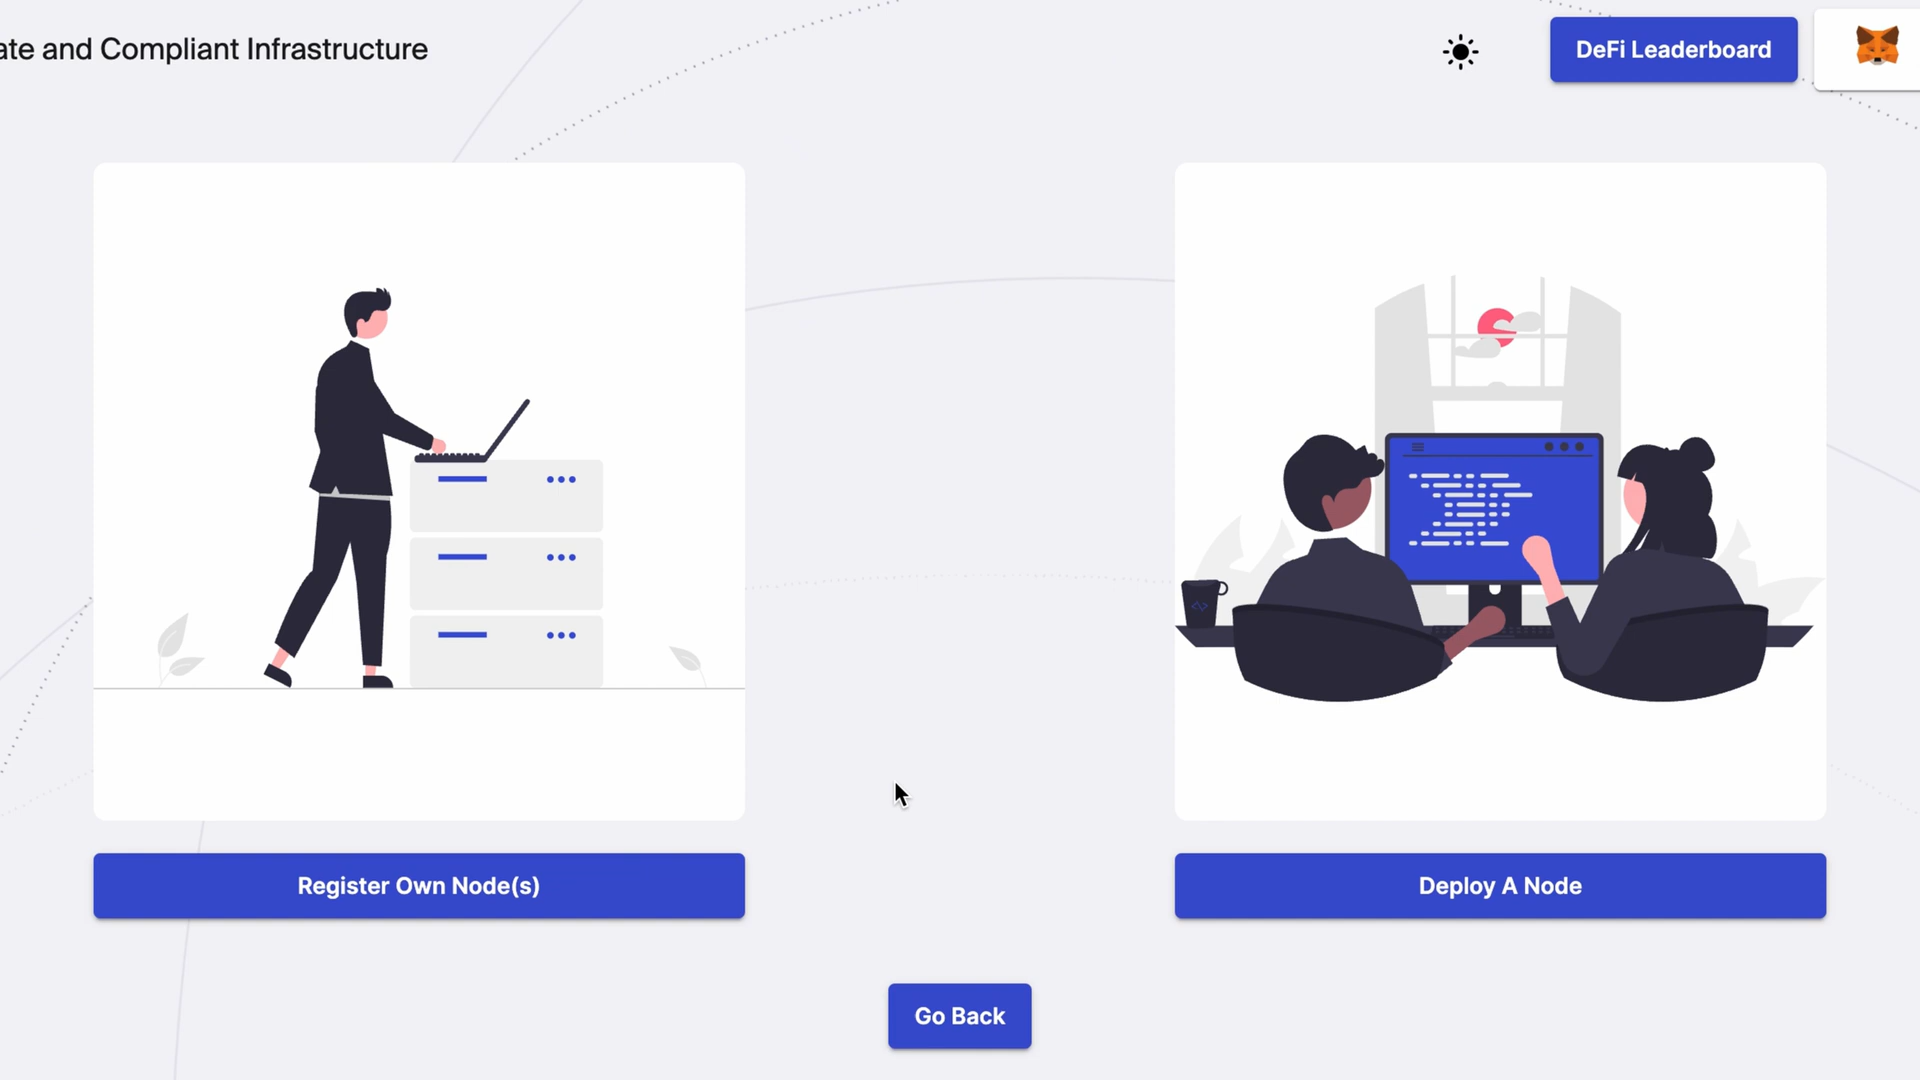 ate and Compliant Infrastructure
DeFi Leaderboard
Register Own Node(s)
Deploy A Node
Go Back